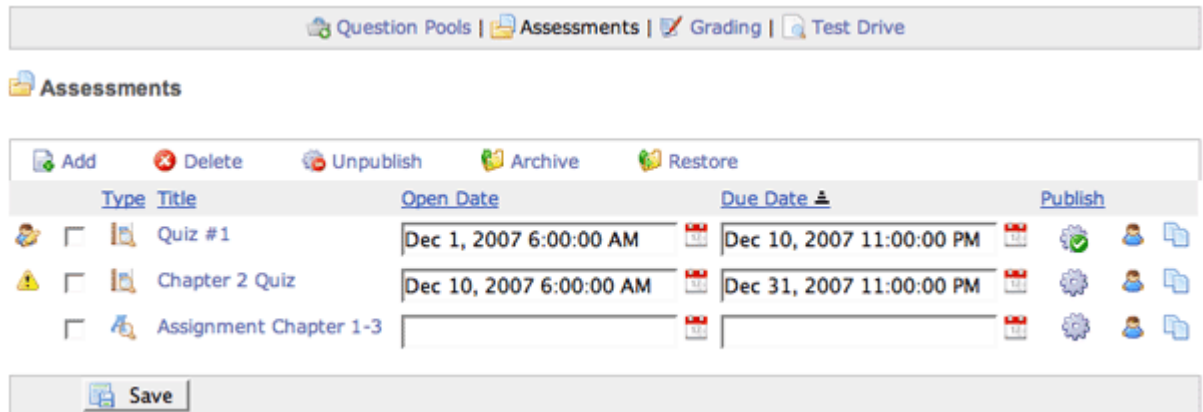 Question Pools | Assessments | Grading | Test Drive
Assessments
Add Delete Unpublish Archive Restore
Type Title Open Date Due Date Publish
Quiz #1 Dec 1, 2007 6:00:00 AM Dec 10, 2007 11:00:00 PM
Chapter 2 Quiz Dec 10, 2007 6:00:00 AM Dec 31, 2007 11:00:00 PM
Assignment Chapter 1-3
Save